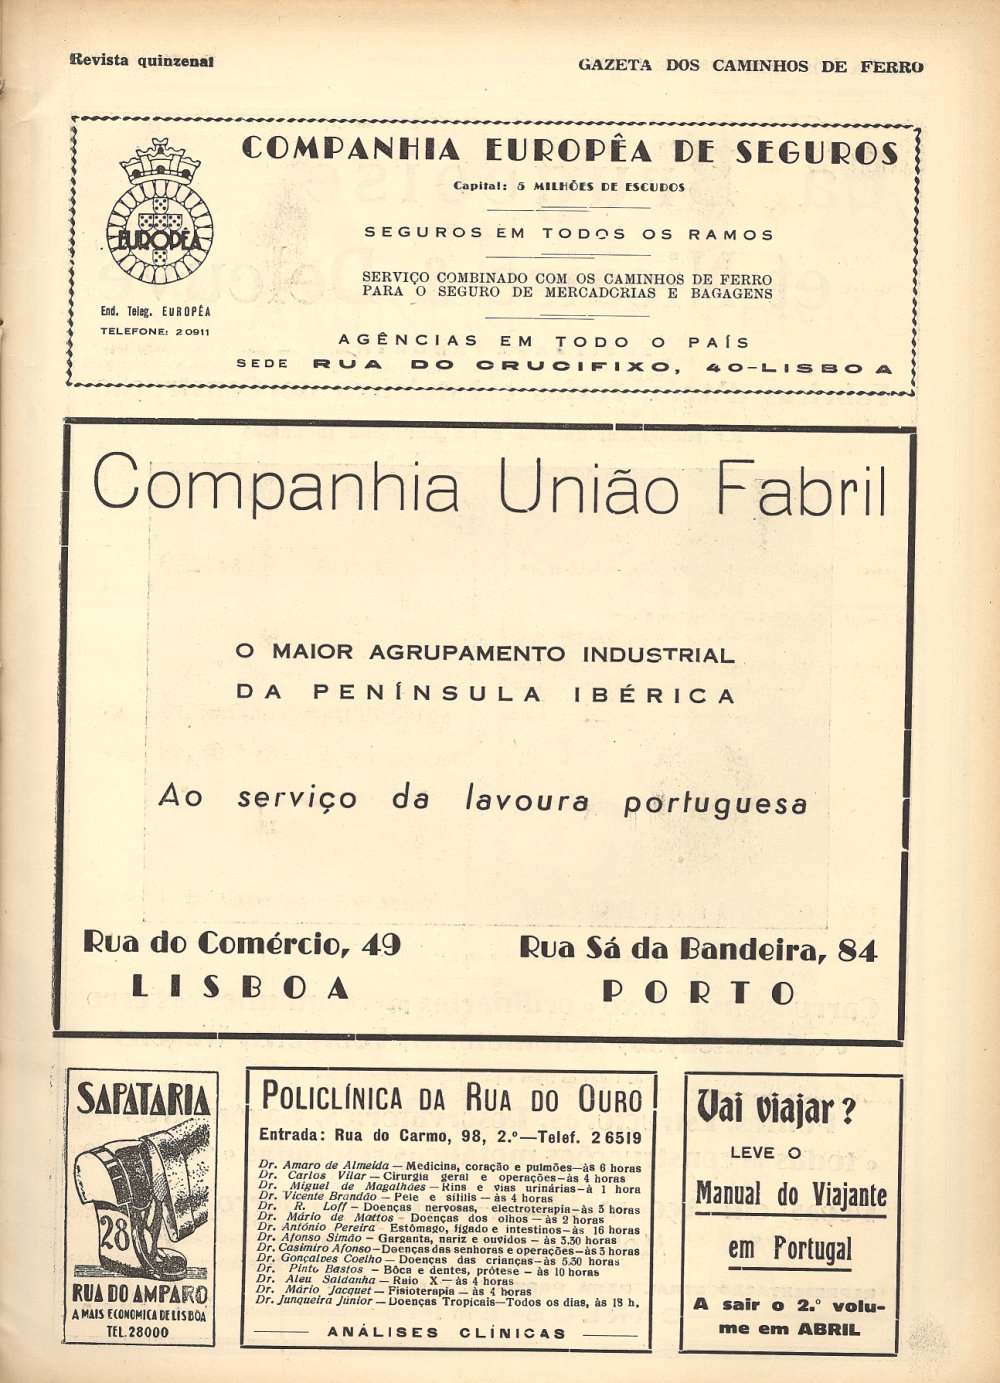 Revista quinzenal
GAZETA DOS CAMINHOS DE FERRO
COMPANHIA EUROPÊA DE SEGUROS
Capital: 5 MILHÕES DE ESCUDOS
SEGUROS EM TODOS OS RAMOS
SERVIÇO COMBINADO COM OS CAMINHOS DE FERRO
PARA O SEGURO DE MERCADCRIAS E BAGAGENS
AGÊNCIAS EM TODO O PAÍS
SEDE RUA DO CRUCIFIXO, 40-LISBOA
EUROPÊA
End. Teleg. EUROPÊA
TELEFONE: 20911
Companhia União Fabril
O MAIOR AGRUPAMENTO INDUSTRIAL
DA PENÍNSULA IBÉRICA
Ao serviço da lavoura portuguesa
Rua do Comércio, 49
LISBOA
Rua Sá da Bandeira, 84
PORTO
SAPATARIA
28
RUA DO AMPARO
A MAIS ECONOMICA DE LISBOA
TEL. 28000
POLICLÍNICA DA RUA DO OURO
Entrada: Rua do Carmo, 98, 2.º—Telef. 26519
Dr. Amaro de Almeida — Medicina, coração e pulmões—às 6 horas
Dr. Carlos Vilar — Cirurgia geral e operações—às 4 horas
Dr. Miguel de Magalhães — Rins e vias urinárias—à 1 hora
Dr. Vicente Brandão — Pele e sífilis — às 4 horas
Dr. R. Loff — Doenças nervosas, electroterapia—às 3 horas
Dr. Mário de Mattos — Doenças dos olhos — às 2 horas
Dr. António Pereira — Estômago, fígado e intestinos—às 16 horas
Dr. Afonso Simão — Garganta, nariz e ouvidos — às 3,30 horas
Dr. Casimiro Afonso—Doenças das senhoras e operações—às 3 horas
Dr. Gonçalves Coelho — Doenças das crianças—às 5,30 horas
Dr. Pinto Bastos — Bôca e dentes, prótese — às 10 horas
Dr. Aleu Saldanha — Raio X — às 4 horas
Dr. Mário Jacquet — Fisioterapia — às 4 horas
Dr. Junqueira Júnior — Doenças Tropicais—Todos os dias, às 18 h.
ANÁLISES CLÍNICAS
Vai viajar?
LEVE O
Manual do Viajante
em Portugal
A sair o 2.º volu-
me em ABRIL